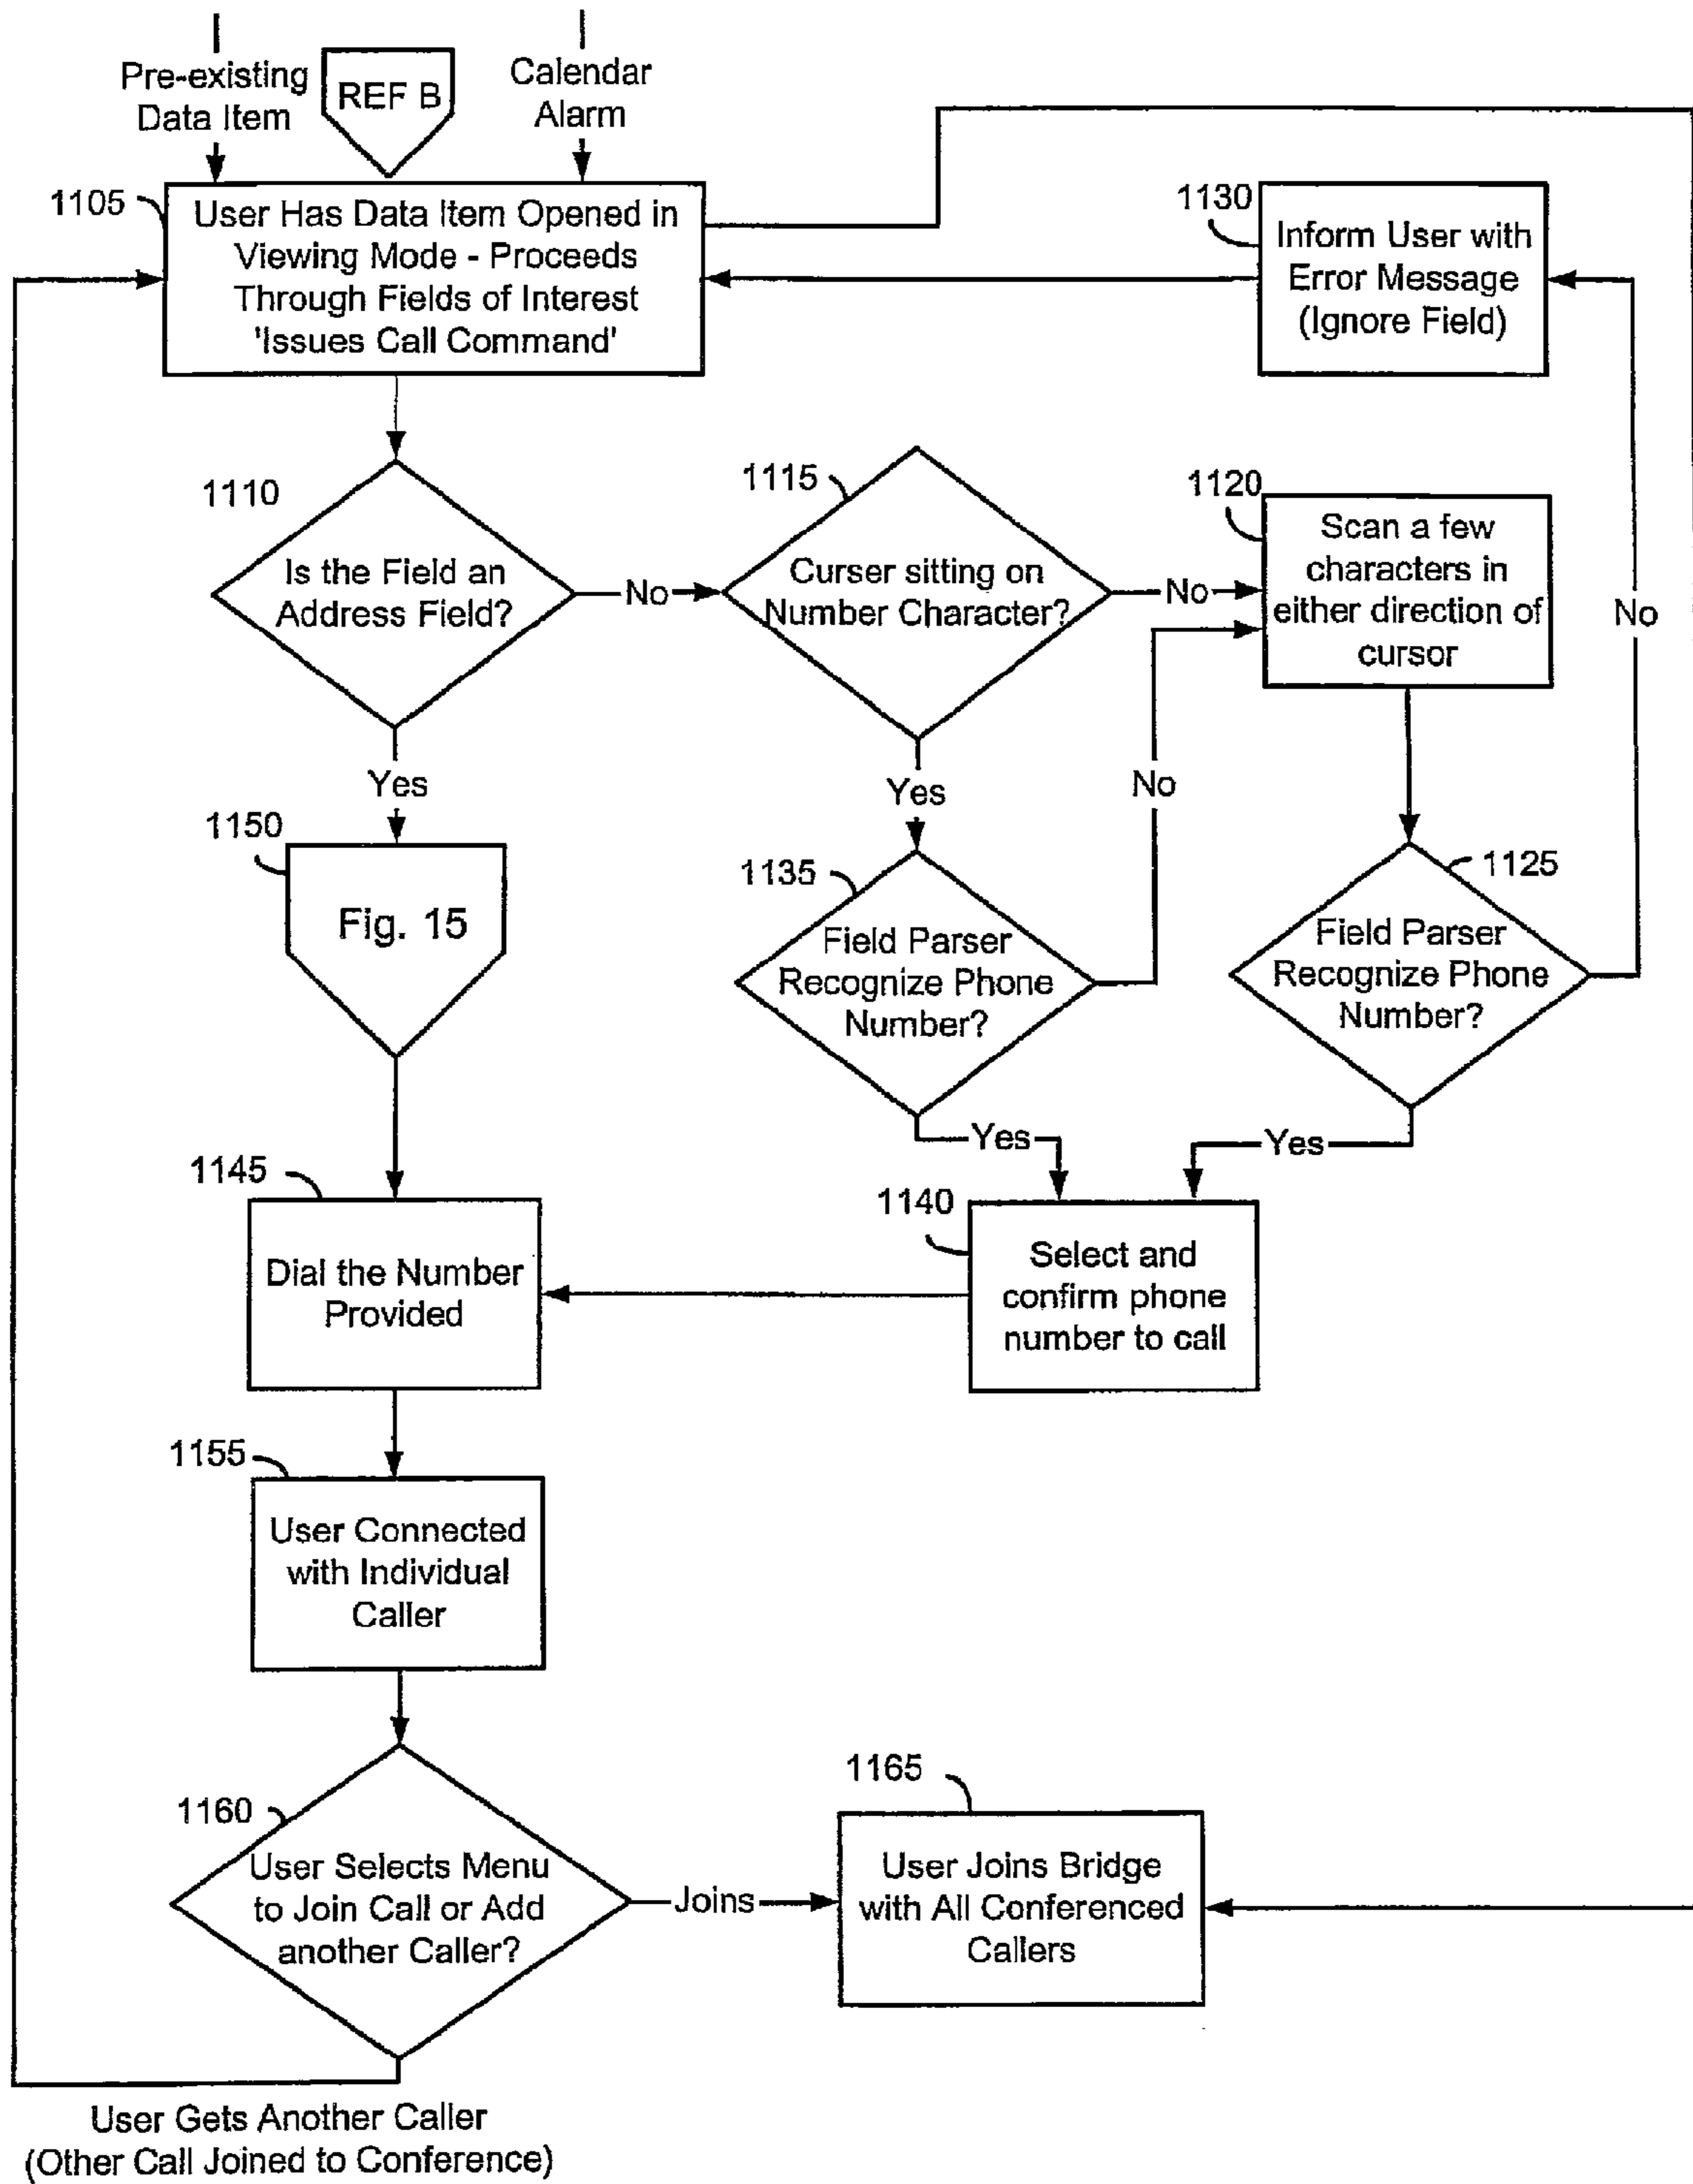 Pre-existing
Data Item
REF B
Calendar
Alarm
1105
User Has Data Item Opened in
Viewing Mode - Proceeds
Through Fields of Interest
'Issues Call Command'
1130
Inform User with
Error Message
(Ignore Field)
1110
Is the Field an
Address Field?
No
1115
Curser sitting on
Number Character?
No
1120
Scan a few
characters in
either direction of
cursor
No
Yes
Yes
No
1150
Fig. 15
1135
Field Parser
Recognize Phone
Number?
1125
Field Parser
Recognize Phone
Number?
Yes
Yes
1145
Dial the Number
Provided
1140
Select and
confirm phone
number to call
1155
User Connected
with Individual
Caller
1160
User Selects Menu
to Join Call or Add
another Caller?
Joins
1165
User Joins Bridge
with All Conferenced
Callers
User Gets Another Caller
(Other Call Joined to Conference)